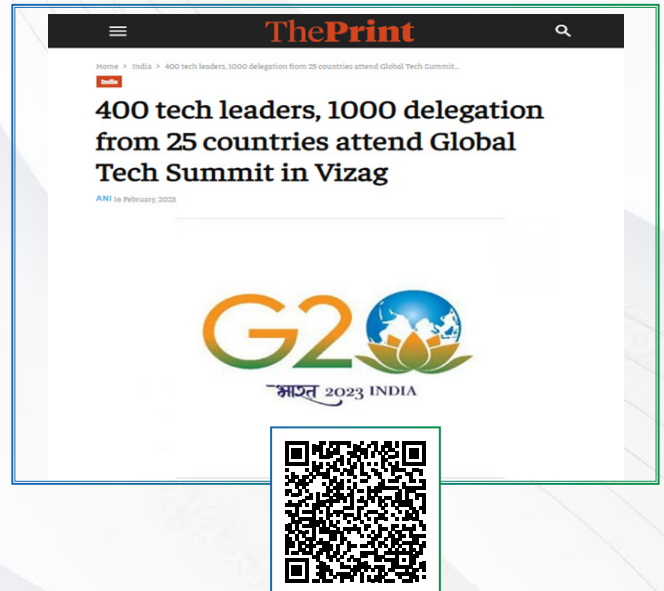 ThePrint
Home > India > 400 tech leaders, 1000 delegation from 25 countries attend Global Tech Summit...
India
400 tech leaders, 1000 delegation
from 25 countries attend Global
Tech Summit in Vizag
ANI 16 February, 2023
G20
भारत 2023 INDIA